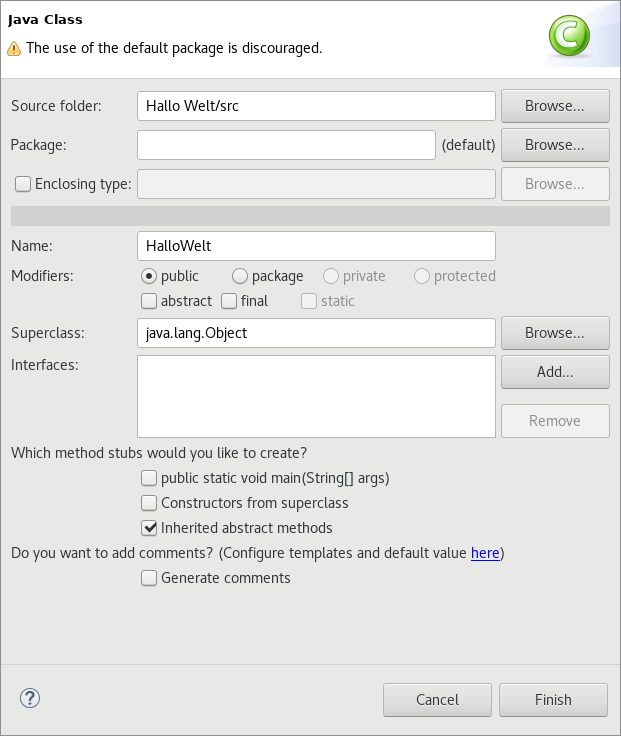 Java Class
The use of the default package is discouraged.
Source folder: Hallo Welt/src Browse...
Package: (default) Browse...
Enclosing type: Browse...
Name: HalloWelt
Modifiers: public package private protected
abstract final static
Superclass: java.lang.Object Browse...
Interfaces: Add...
Remove
Which method stubs would you like to create?
public static void main(String[] args)
Constructors from superclass
Inherited abstract methods
Do you want to add comments? (Configure templates and default value here)
Generate comments
? Cancel Finish